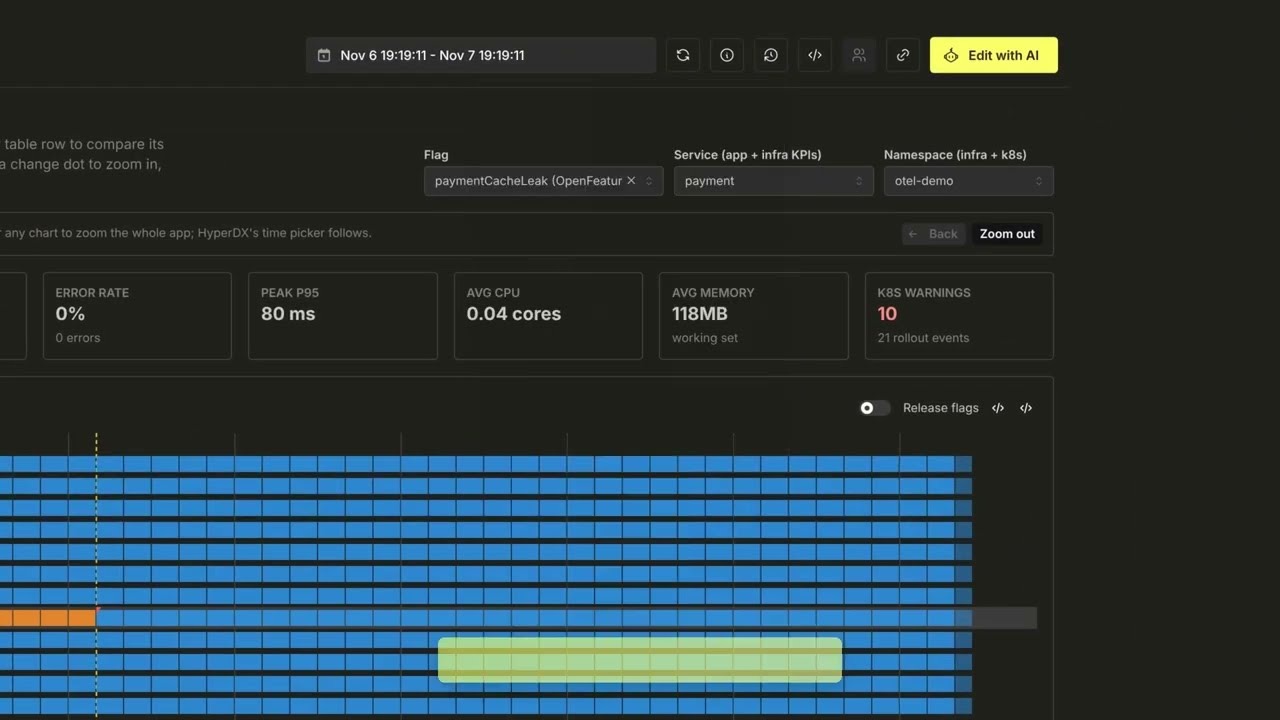 Nov 6 19:19:11 - Nov 7 19:19:11
Edit with AI
table row to compare its
a change dot to zoom in,
Flag
Service (app + infra KPIs)
Namespace (infra + k8s)
paymentCacheLeak (OpenFeatur
payment
otel-demo
any chart to zoom the whole app; HyperDX's time picker follows.
← Back
Zoom out
ERROR RATE
0%
0 errors
PEAK P95
80 ms
AVG CPU
0.04 cores
AVG MEMORY
118MB
working set
K8S WARNINGS
10
21 rollout events
Release flags